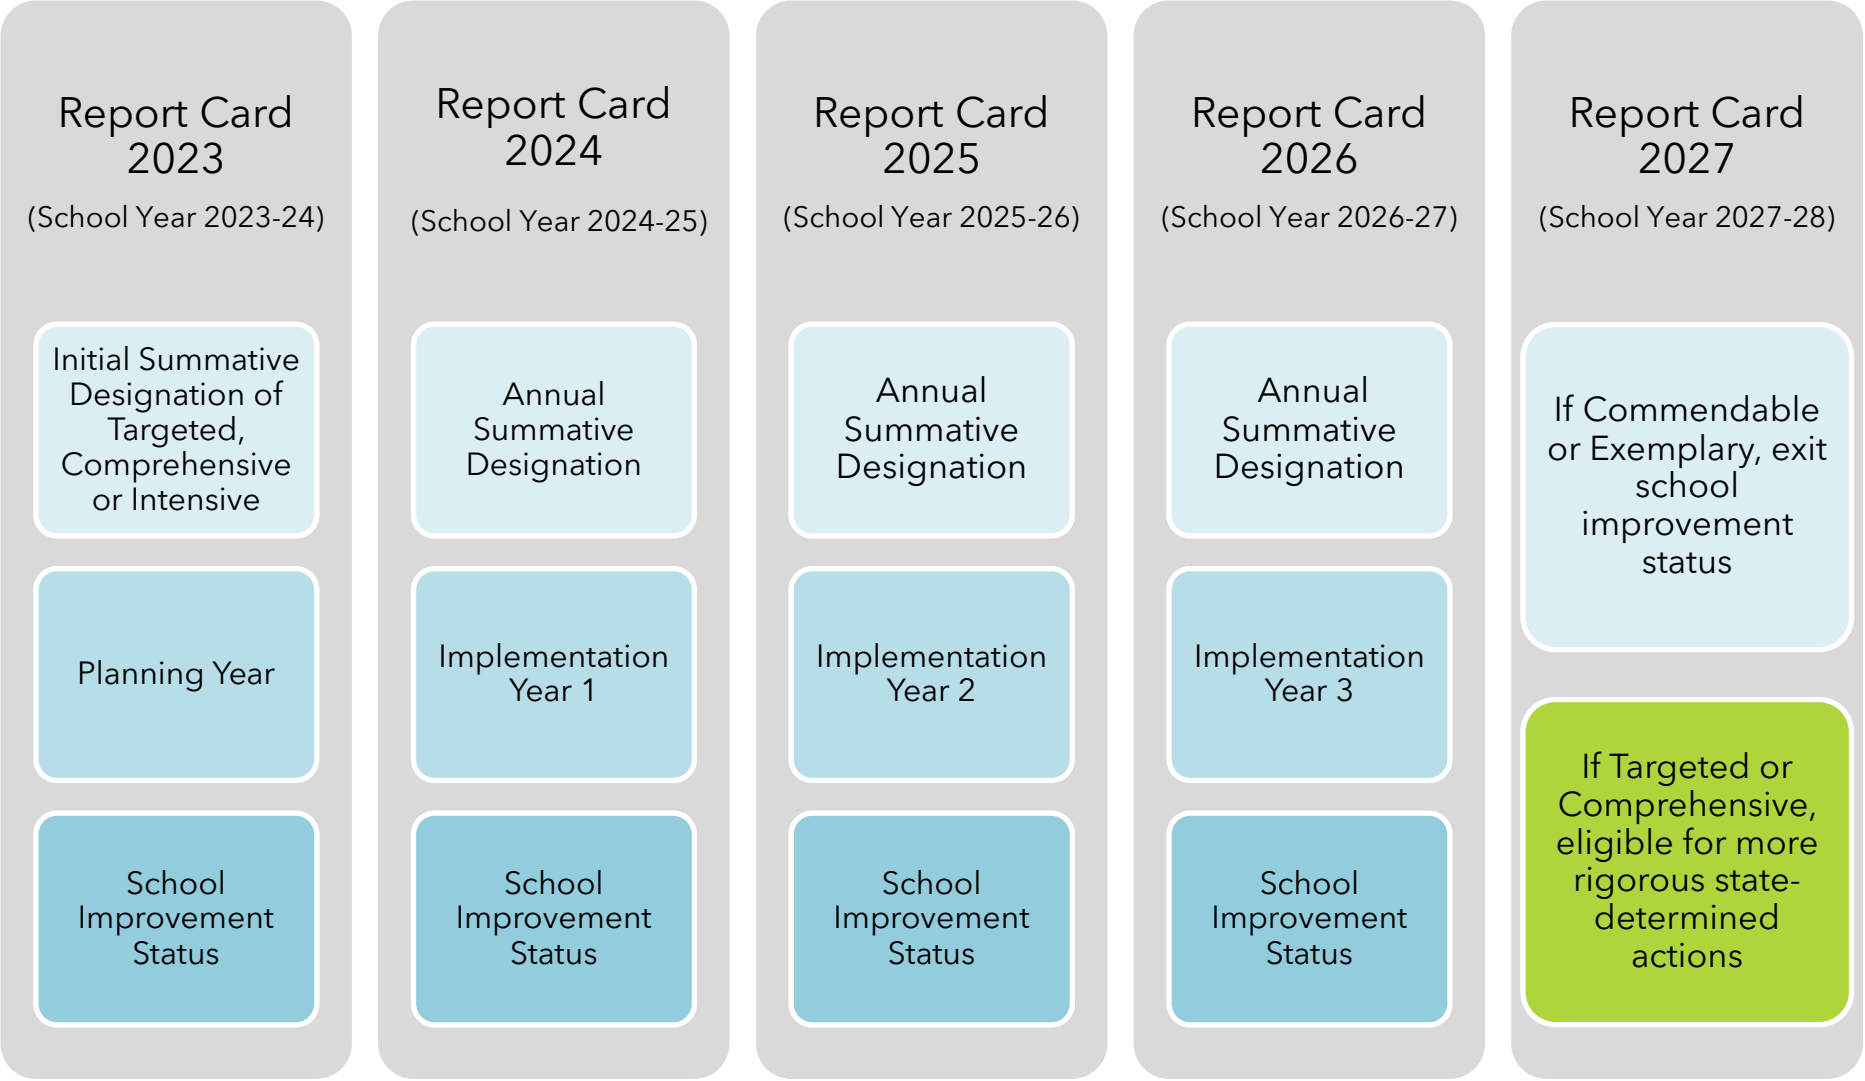 Report Card
2023
(School Year 2023-24)
Initial Summative
Designation of
Targeted,
Comprehensive
or Intensive
Planning Year
School
Improvement
Status
Report Card
2024
(School Year 2024-25)
Annual
Summative
Designation
Implementation
Year 1
School
Improvement
Status
Report Card
2025
(School Year 2025-26)
Annual
Summative
Designation
Implementation
Year 2
School
Improvement
Status
Report Card
2026
(School Year 2026-27)
Annual
Summative
Designation
Implementation
Year 3
School
Improvement
Status
Report Card
2027
(School Year 2027-28)
If Commendable
or Exemplary, exit
school
improvement
status
If Targeted or
Comprehensive,
eligible for more
rigorous state-
determined
actions